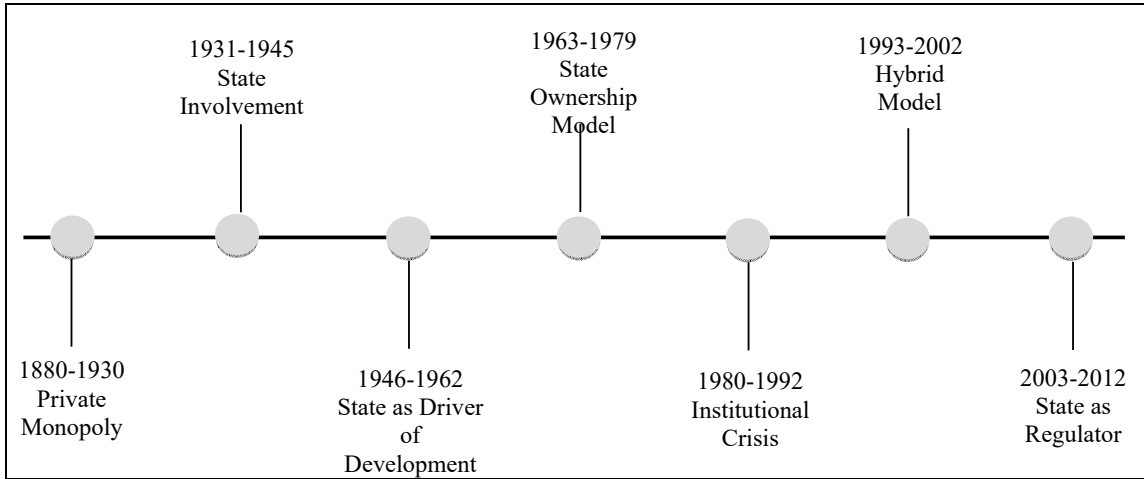 1880-1930
Private
Monopoly
1931-1945
State
Involvement
1946-1962
State as Driver
of
Development
1963-1979
State
Ownership
Model
1980-1992
Institutional
Crisis
1993-2002
Hybrid
Model
2003-2012
State as
Regulator